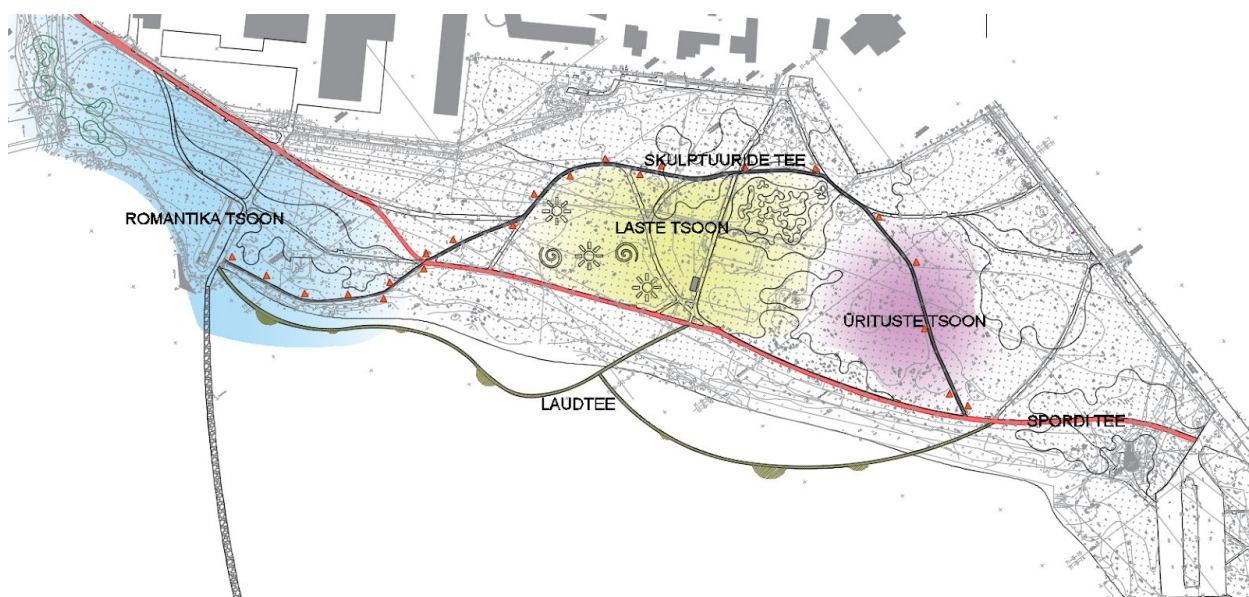 SKULPTUURIDE TEE
ROMANTIKA TSOON
LASTE TSOON
ÜRITUSTE TSOON
LAUDTEE
SPORDI TEE